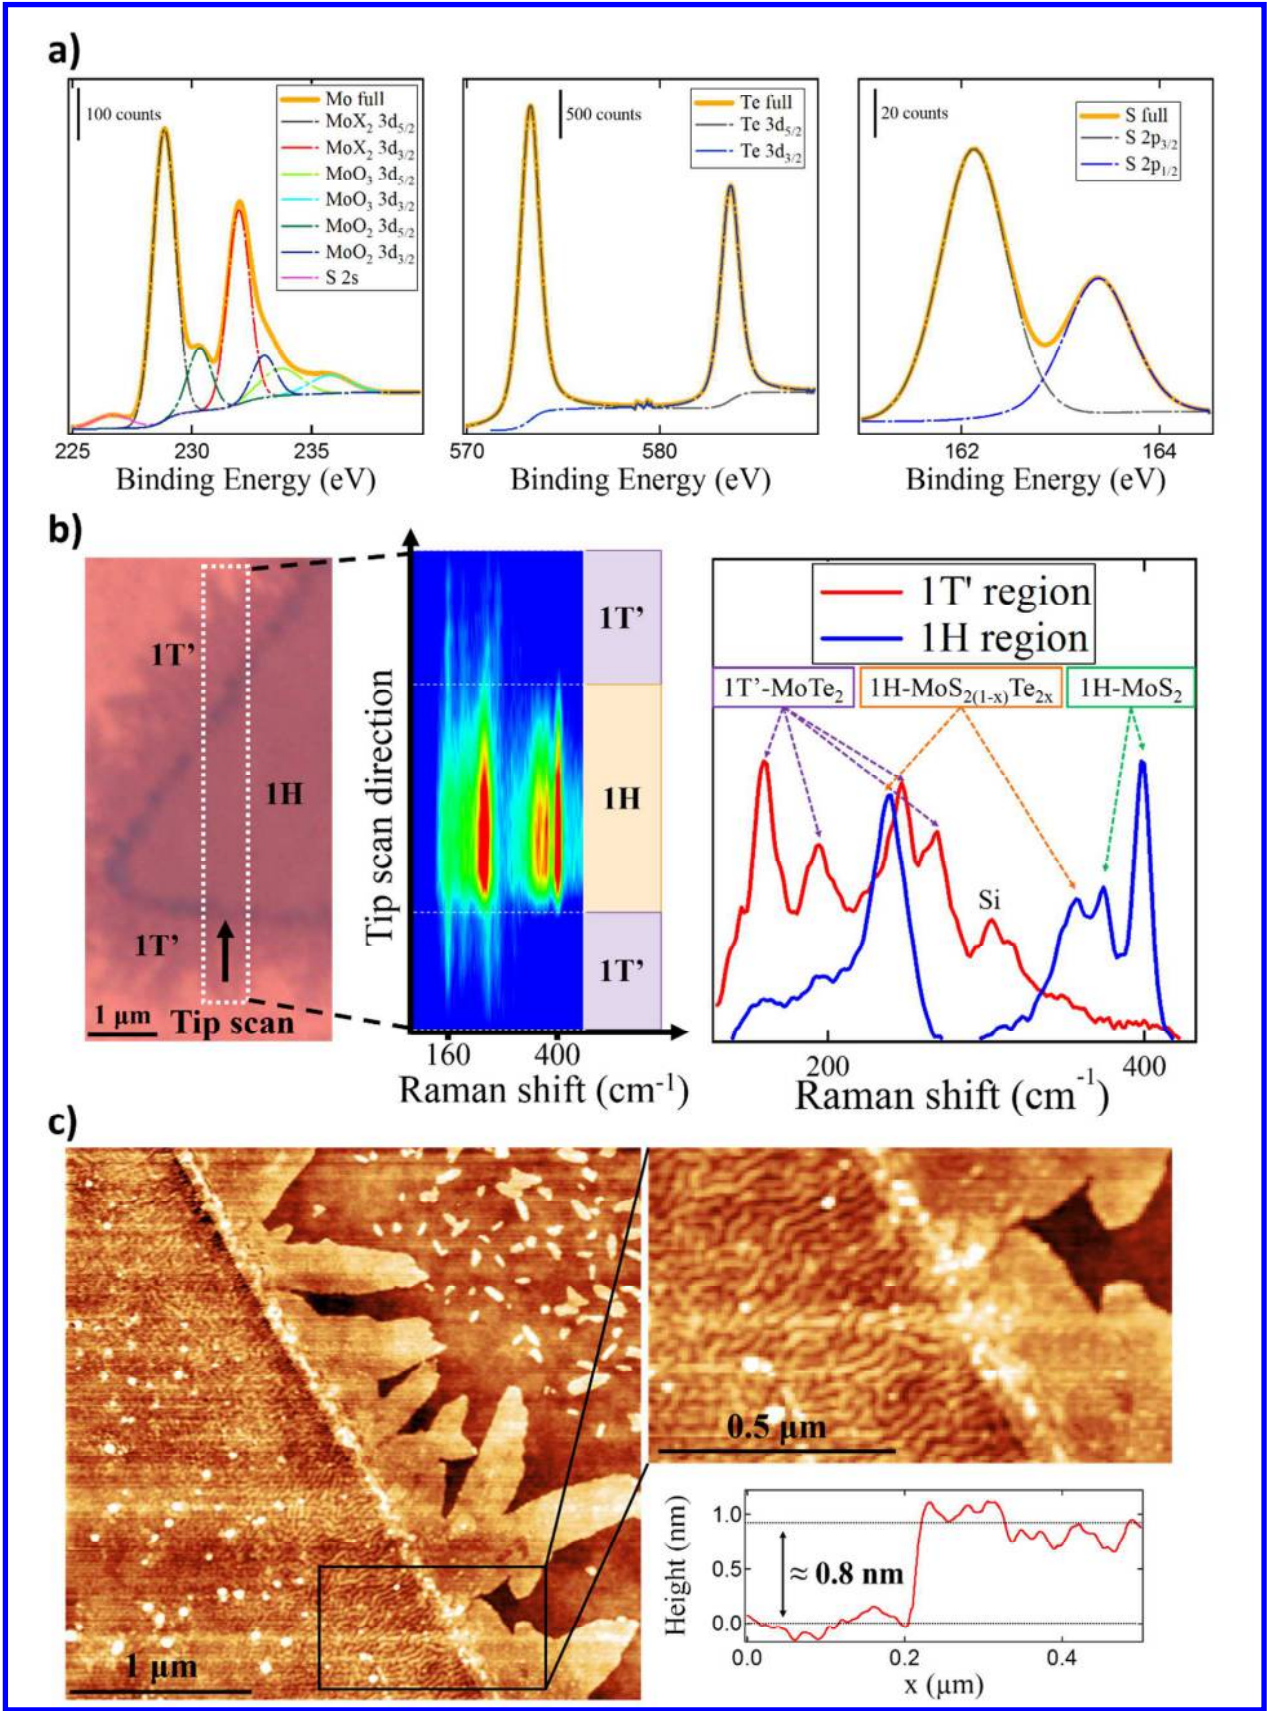 a)
100 counts
Mo full
MoX2 3d5/2
MoX2 3d3/2
MoO3 3d5/2
MoO3 3d3/2
MoO2 3d5/2
MoO2 3d3/2
S 2s
225
230
235
Binding Energy (eV)
500 counts
Te full
Te 3d5/2
Te 3d3/2
570
580
Binding Energy (eV)
20 counts
S full
S 2p3/2
S 2p1/2
162
164
Binding Energy (eV)
b)
1T’
1H
1T’
1 μm
Tip scan
Tip scan direction
1T’
1H
1T’
160
400
Raman shift (cm-1)
1T' region
1H region
1T’-MoTe2
1H-MoS2(1-x)Te2x
1H-MoS2
Si
200
400
Raman shift (cm-1)
c)
1 μm
0.5 μm
Height (nm)
1.0
0.5
0.0
≈ 0.8 nm
0.0
0.2
0.4
x (μm)